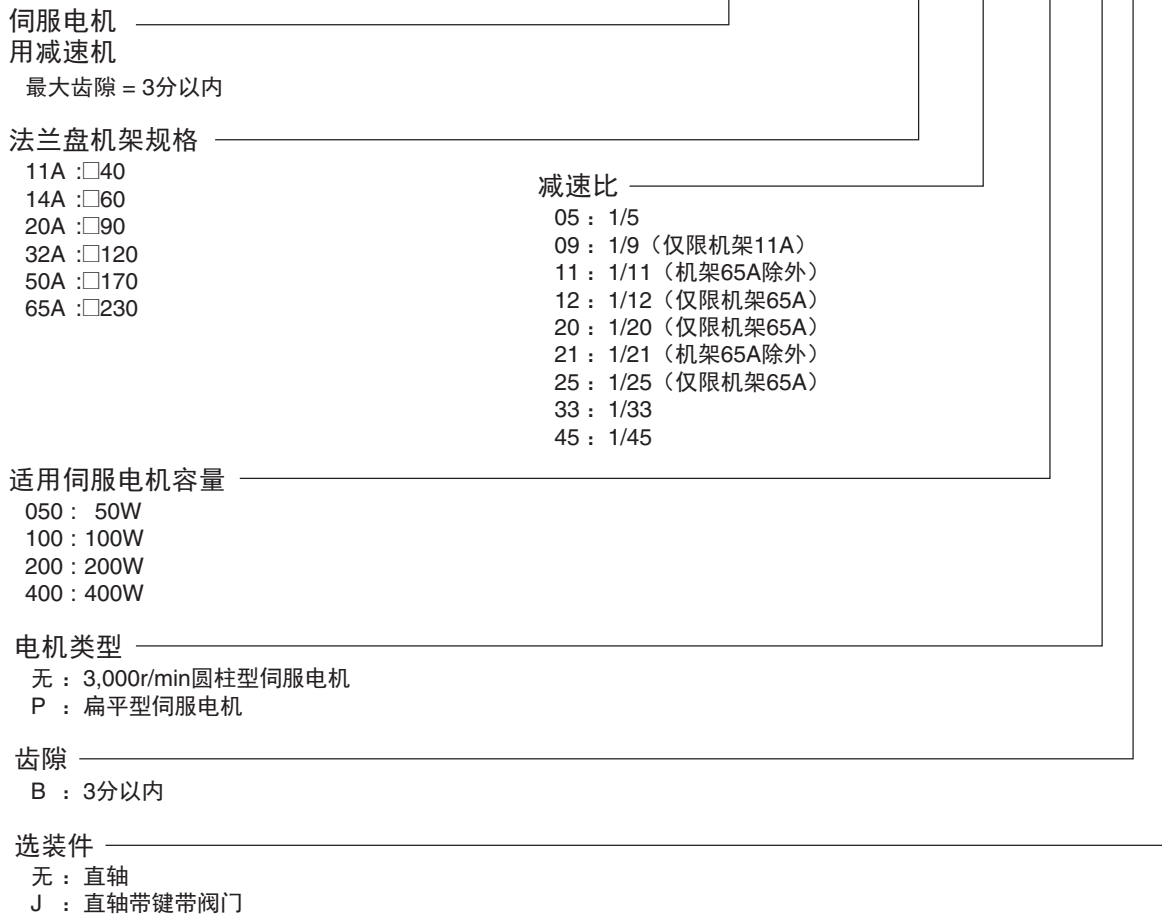 伺服电机
用减速机
最大齿隙 = 3分以内
法兰盘机架规格
11A :□40
14A :□60
20A :□90
32A :□120
50A :□170
65A :□230
减速比
05：1/5
09：1/9（仅限机架11A）
11：1/11（机架65A除外）
12：1/12（仅限机架65A）
20：1/20（仅限机架65A）
21：1/21（机架65A除外）
25：1/25（仅限机架65A）
33：1/33
45：1/45
适用伺服电机容量
050 : 50W
100 : 100W
200 : 200W
400 : 400W
电机类型
无：3,000r/min圆柱型伺服电机
P ：扁平型伺服电机
齿隙
B ：3分以内
选装件
无：直轴
J ：直轴带键带阀门